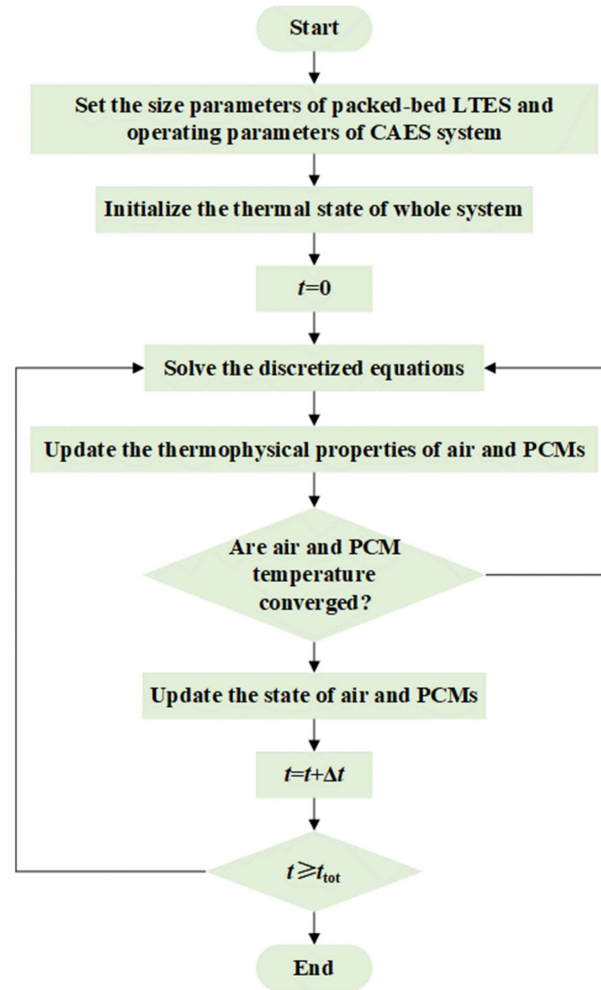 Start
Set the size parameters of packed-bed LTES and
operating parameters of CAES system
Initialize the thermal state of whole system
t=0
Solve the discretized equations
Update the thermophysical properties of air and PCMs
Are air and PCM
temperature
converged?
Update the state of air and PCMs
t=t+Δt
t⩾t_tot
End